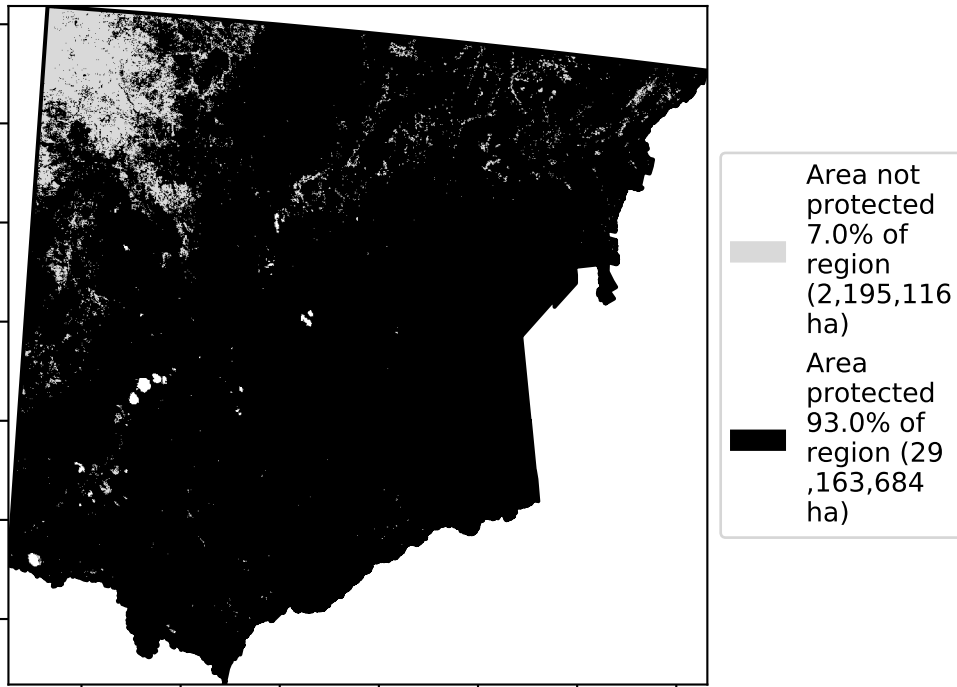 Area not
protected
7.0% of
region
(2,195,116
ha)
Area
protected
93.0% of
region (29
,163,684
ha)